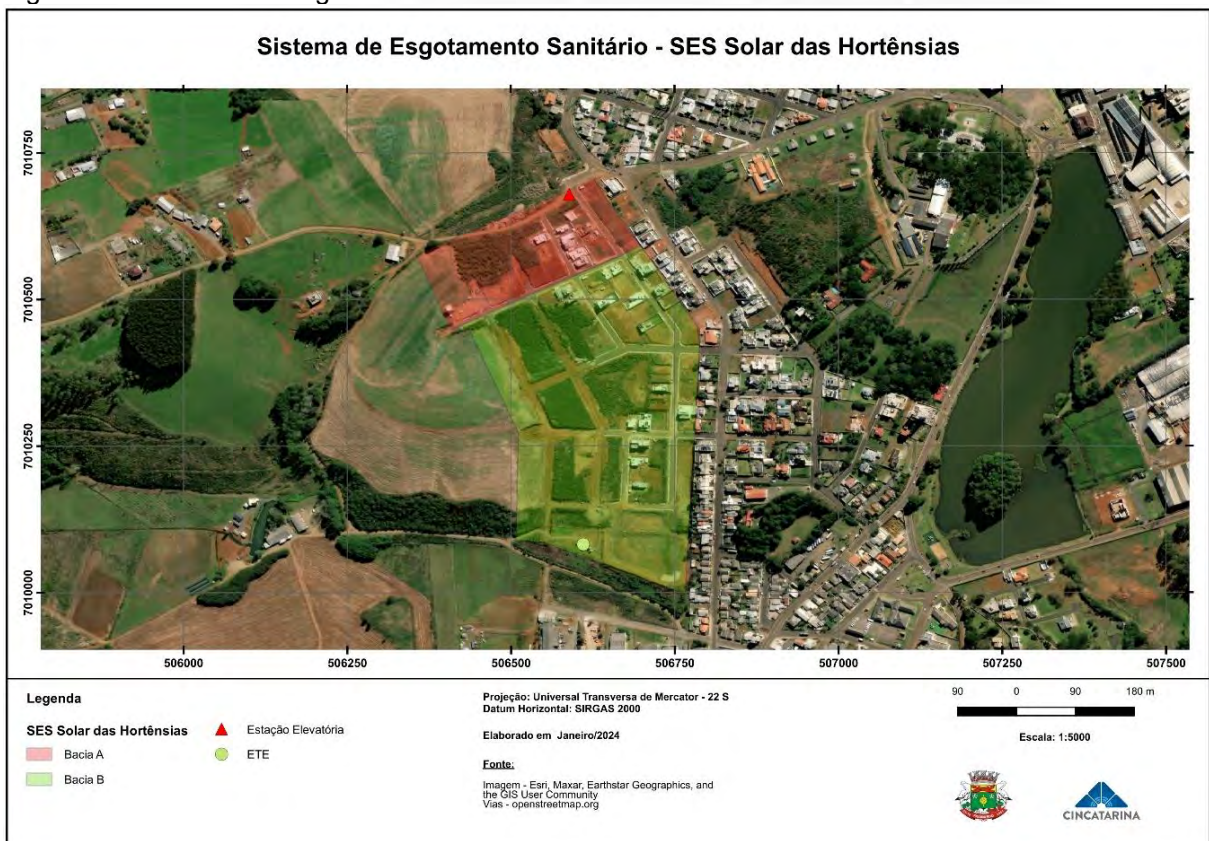 Sistema de Esgotamento Sanitário - SES Solar das Hortênsias
7010750
7010500
7010250
7010000
506000
506250
506500
506750
507000
507250
507500
Legenda
SES Solar das Hortênsias
Bacia A
Bacia B
Estação Elevatória
ETE
Projeção: Universal Transversa de Mercator - 22 S
Datum Horizontal: SIRGAS 2000
Elaborado em Janeiro/2024
Fonte:
Imagem - Esri, Maxar, Earthstar Geographics, and
the GIS User Community
Vias - openstreetmap.org
90 0 90 180 m
Escala: 1:5000
CINCATARINA